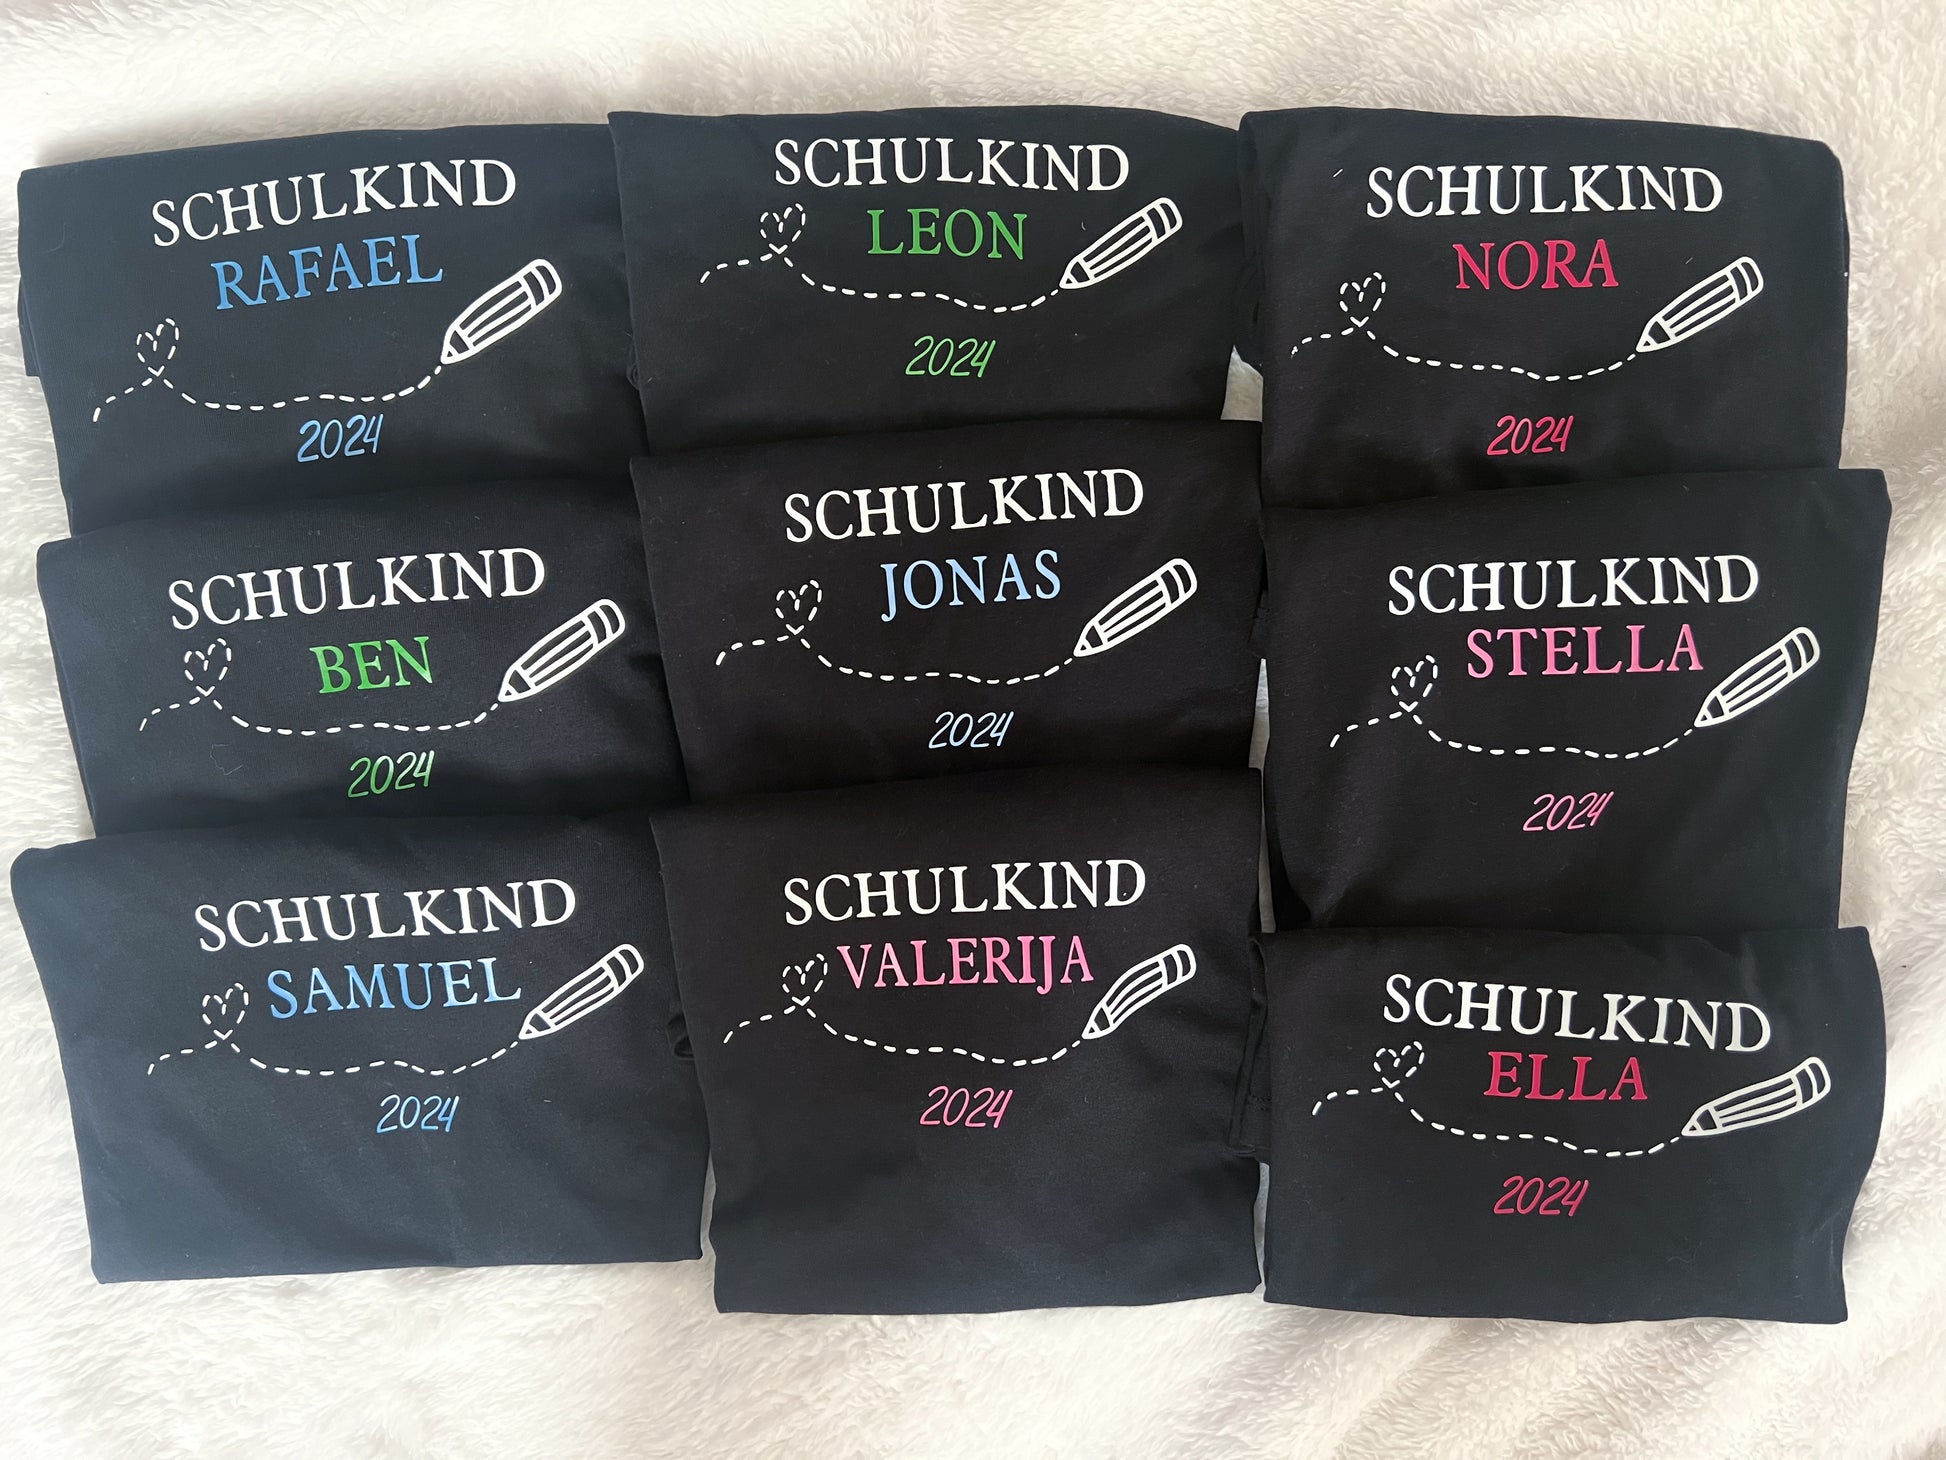 SCHULKIND
RAFAEL
2024
SCHULKIND
LEON
2024
SCHULKIND
NORA
2024
SCHULKIND
BEN
2024
SCHULKIND
JONAS
2024
SCHULKIND
STELLA
2024
SCHULKIND
SAMUEL
2024
SCHULKIND
VALERIJA
2024
SCHULKIND
ELLA
2024